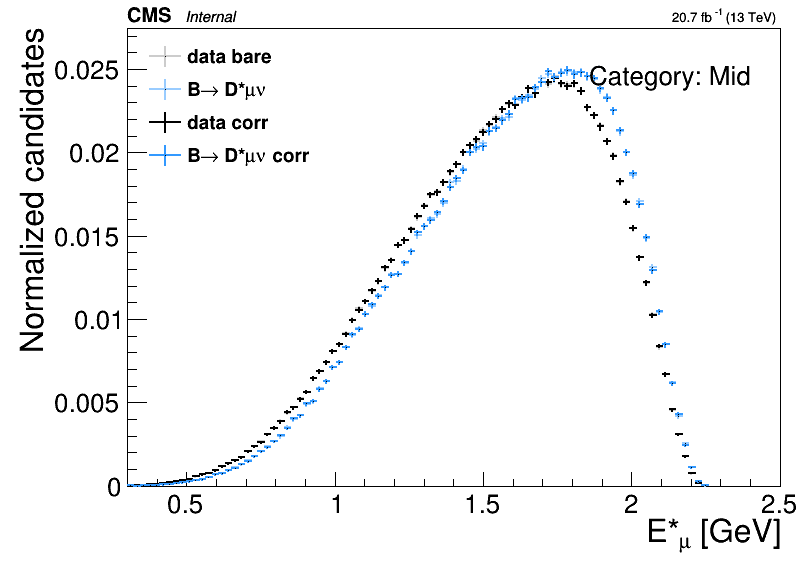 CMS Internal 20.7 fb⁻¹ (13 TeV)
Normalized candidates
data bare
B→ D*μν
data corr
B→ D*μν corr
Category: Mid
0.025
0.02
0.015
0.01
0.005
0
0.5 1 1.5 2 2.5
E*μ [GeV]